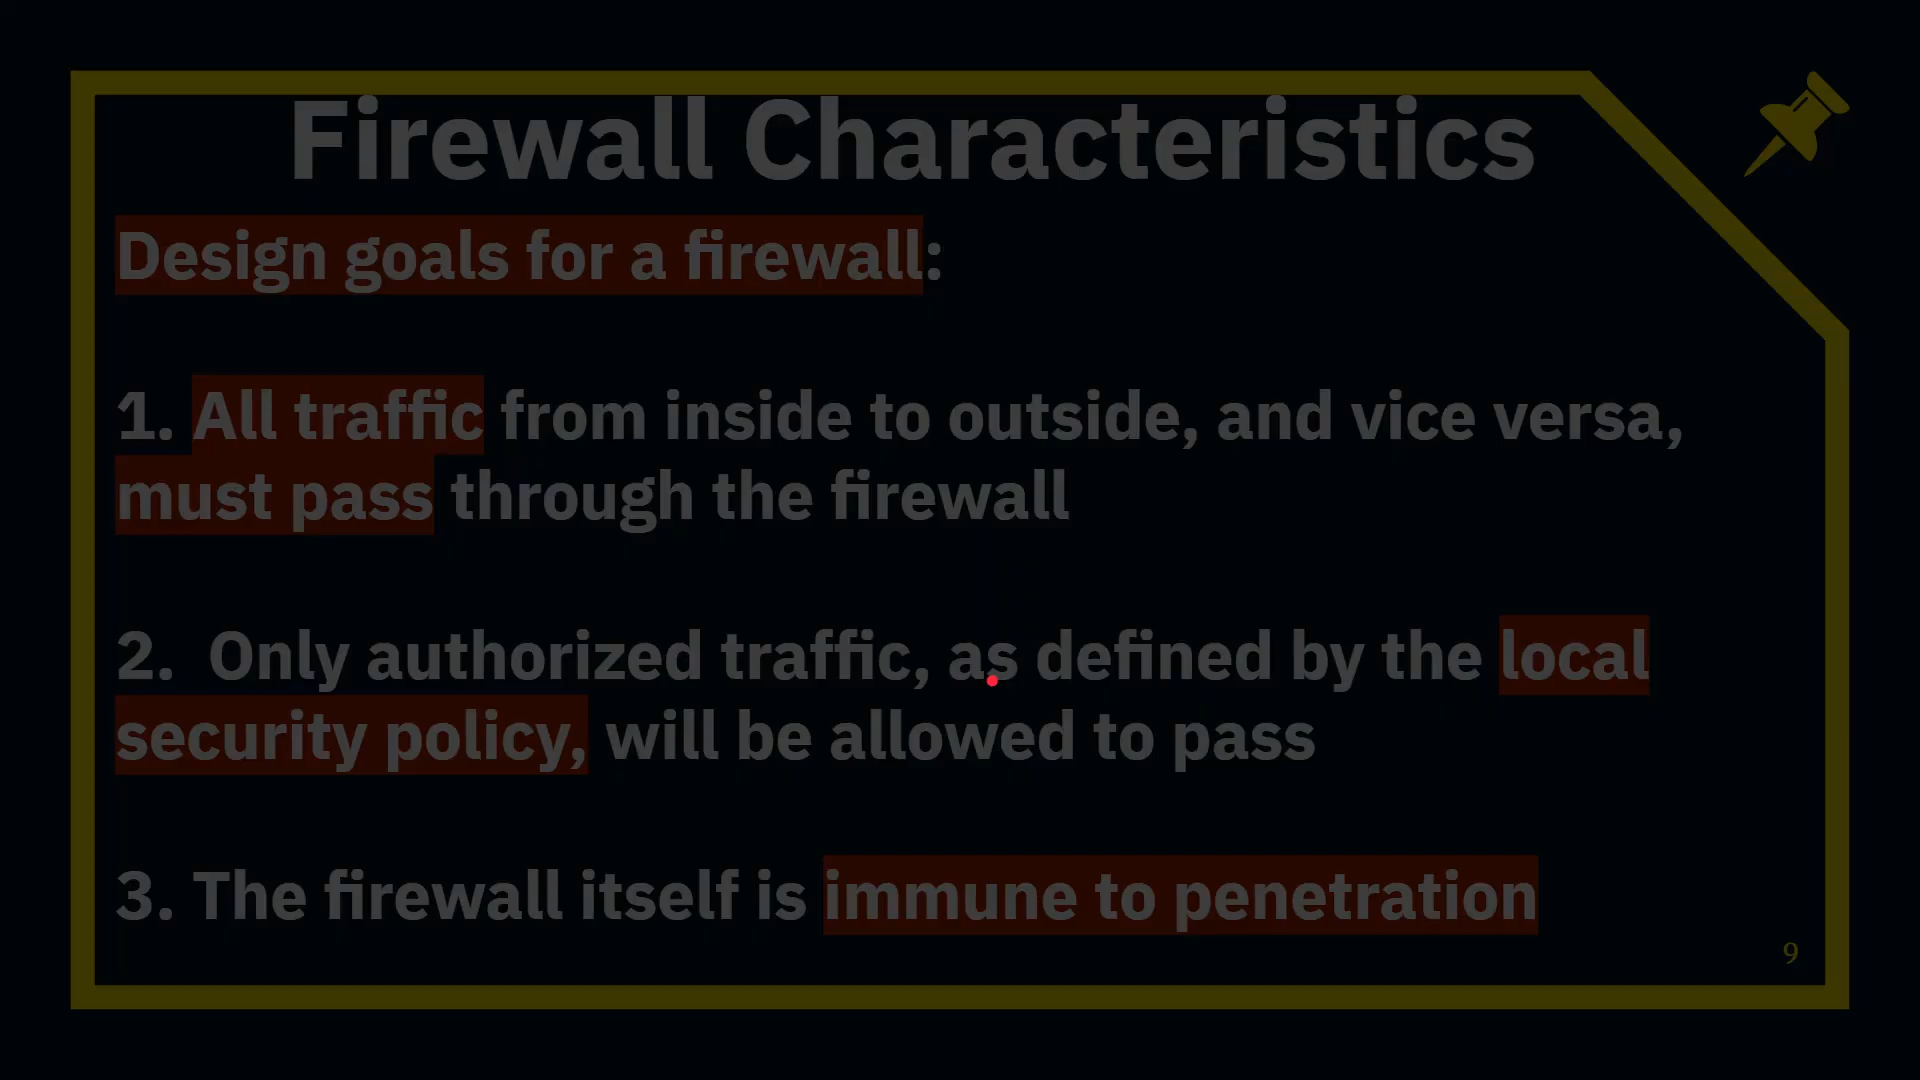 Firewall Characteristics
Design goals for a firewall:
1. All traffic from inside to outside, and vice versa,
must pass through the firewall
2. Only authorized traffic, as defined by the local
security policy, will be allowed to pass
3. The firewall itself is immune to penetration
9